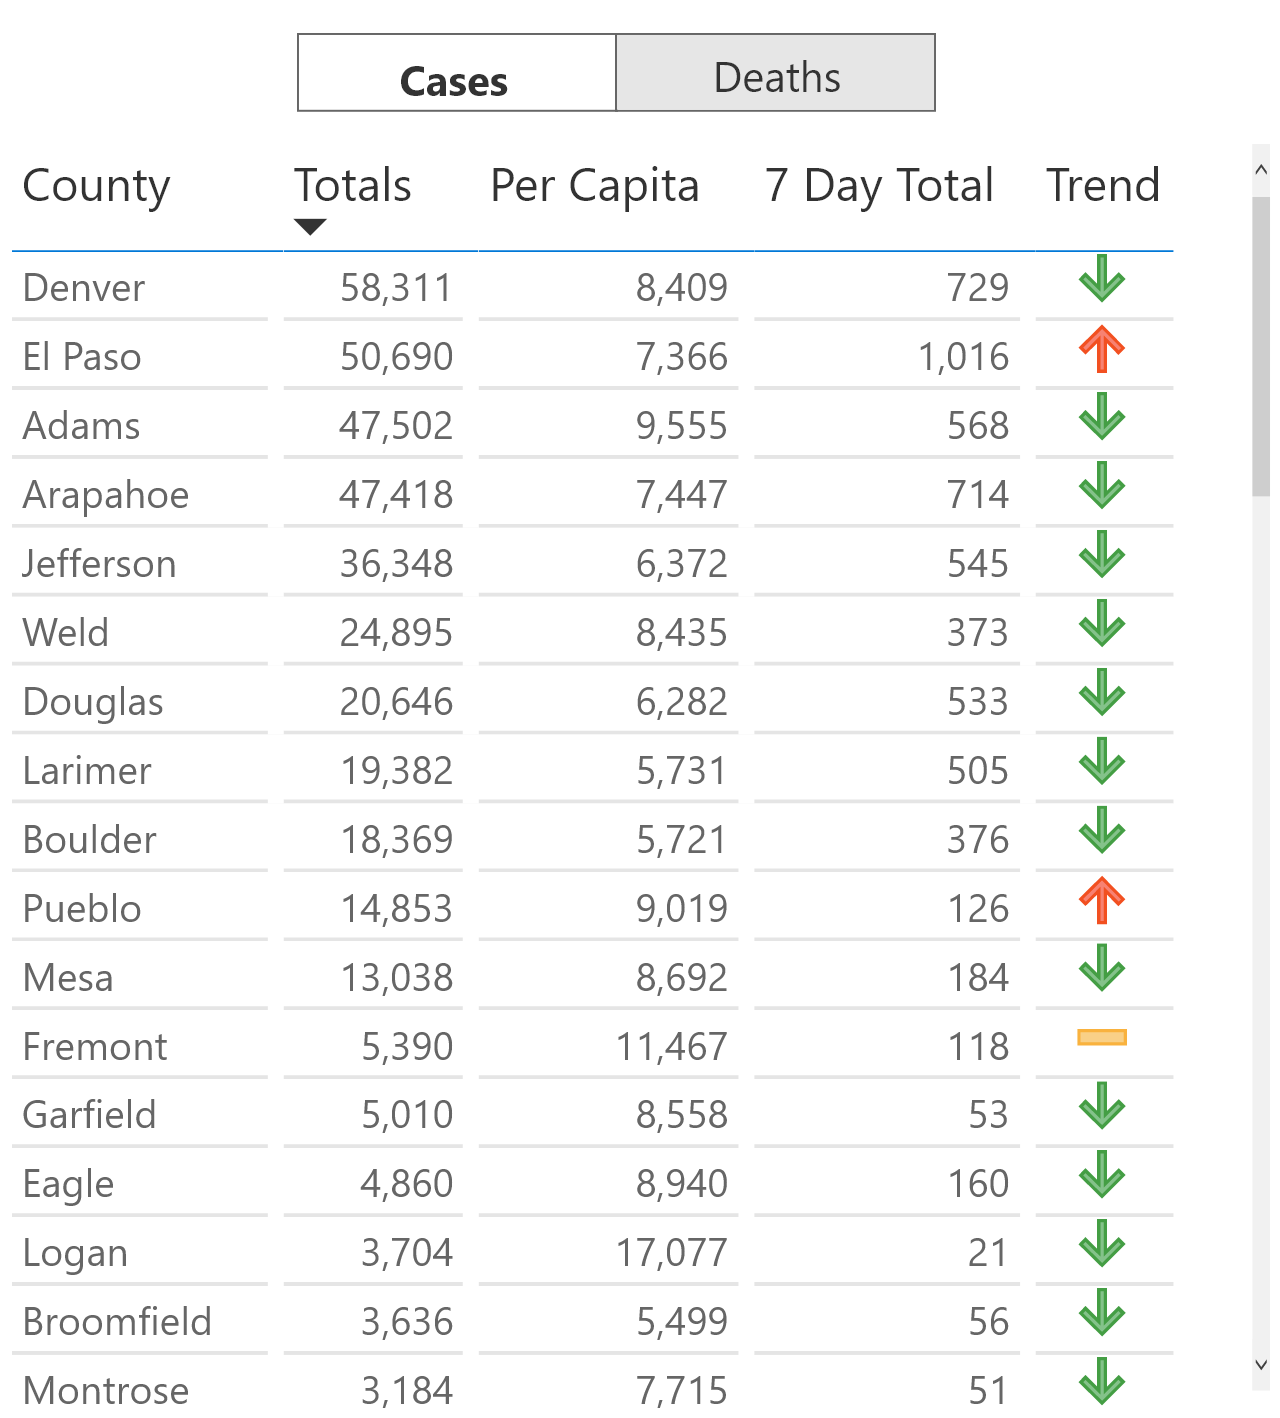 Cases Deaths
County Totals Per Capita 7 Day Total Trend
Denver 58,311 8,409 729
El Paso 50,690 7,366 1,016
Adams 47,502 9,555 568
Arapahoe 47,418 7,447 714
Jefferson 36,348 6,372 545
Weld 24,895 8,435 373
Douglas 20,646 6,282 533
Larimer 19,382 5,731 505
Boulder 18,369 5,721 376
Pueblo 14,853 9,019 126
Mesa 13,038 8,692 184
Fremont 5,390 11,467 118
Garfield 5,010 8,558 53
Eagle 4,860 8,940 160
Logan 3,704 17,077 21
Broomfield 3,636 5,499 56
Montrose 3,184 7,715 51